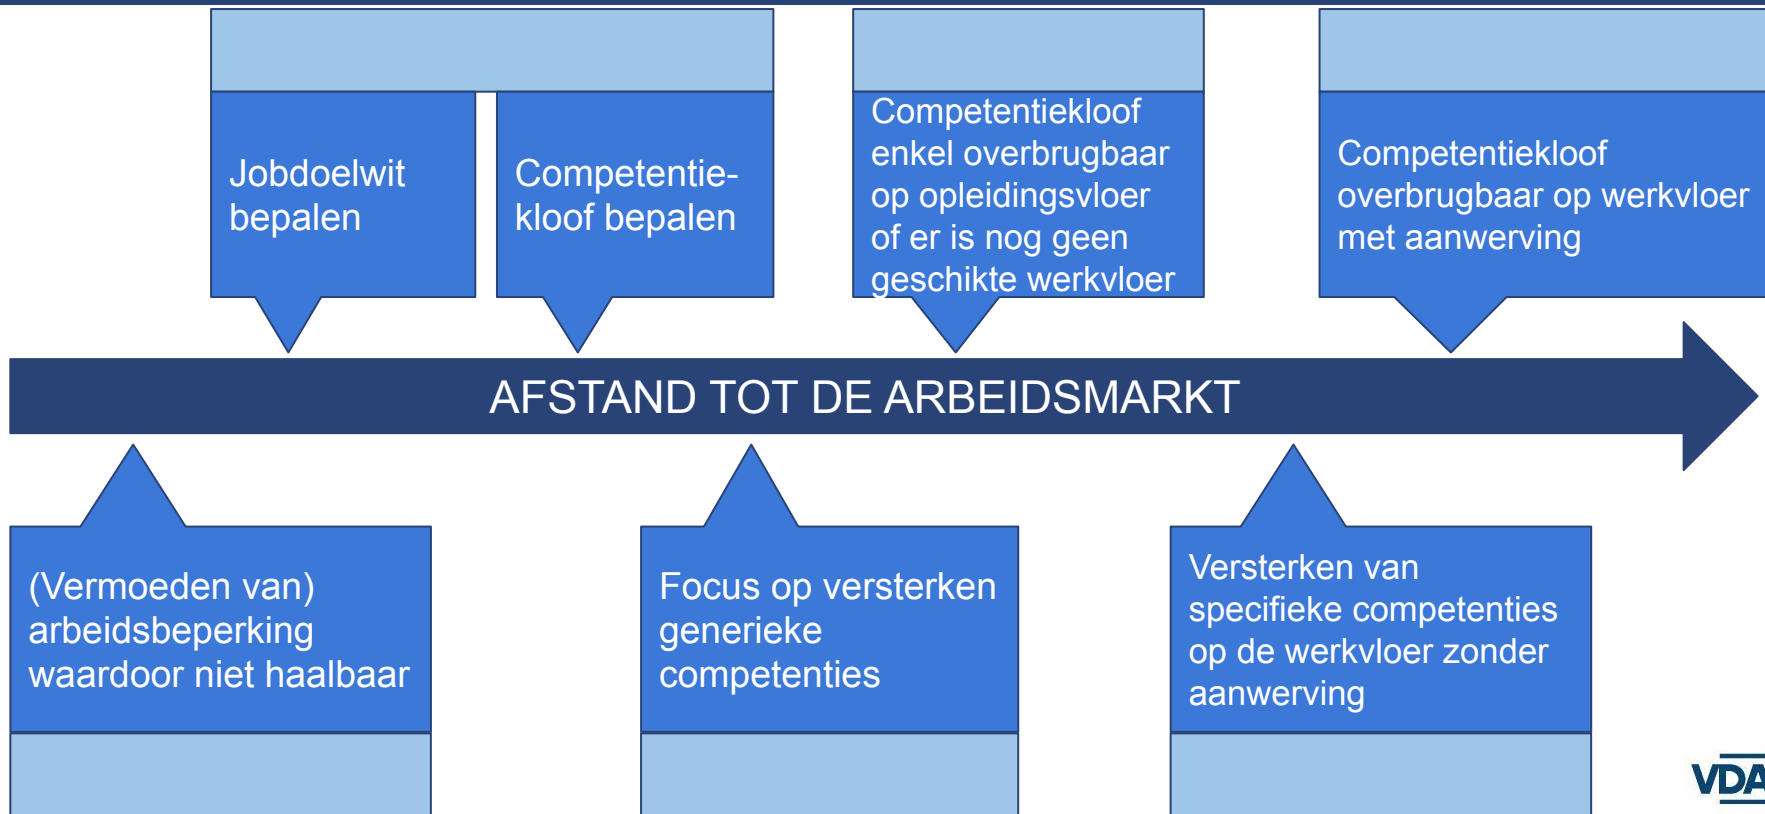 Jobdoelwit
bepalen
Competentie-
kloof bepalen
Competentiekloof
enkel overbrugbaar
op opleidingsvloer
of er is nog geen
geschikte werkvloer
Competentiekloof
overbrugbaar op werkvloer
met aanwerving
AFSTAND TOT DE ARBEIDSMARKT
(Vermoeden van)
arbeidsbeperking
waardoor niet haalbaar
Focus op versterken
generieke
competenties
Versterken van
specifieke competenties
op de werkvloer zonder
aanwerving
VDA